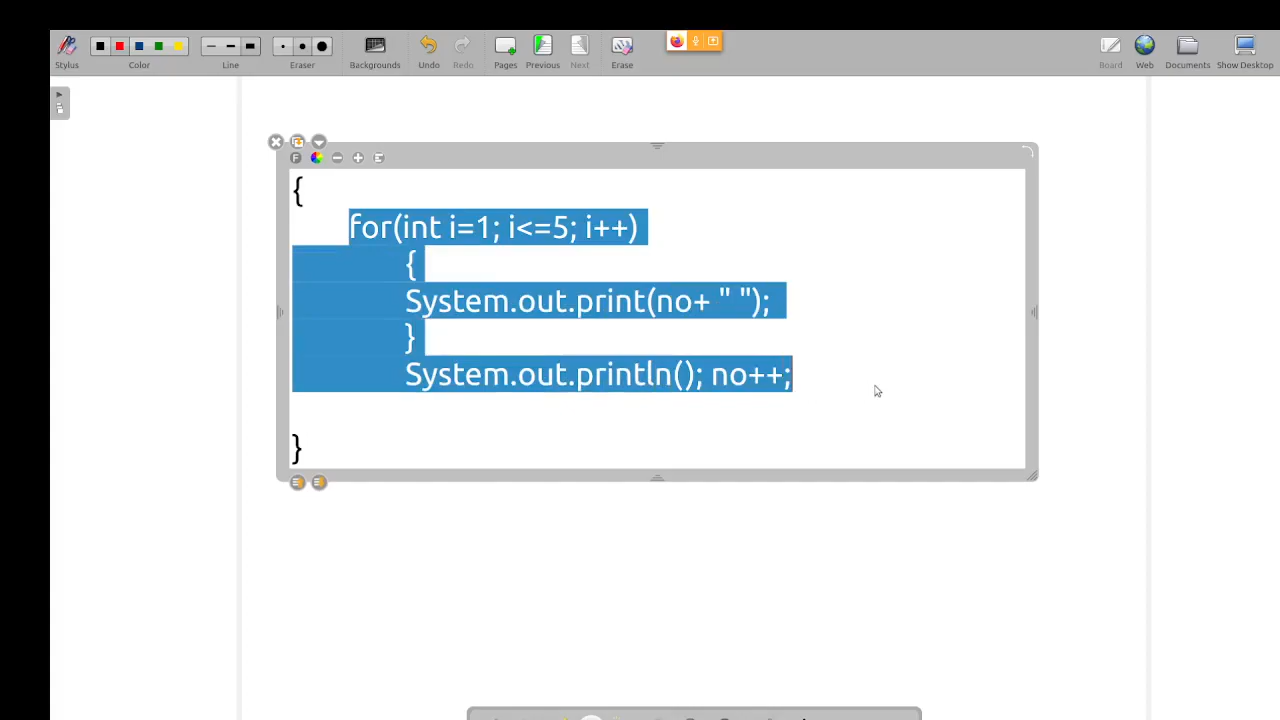 Stylus Color Line Eraser Backgrounds Undo Redo Pages Previous Next Erase Board Web Documents Show Desktop
F
{
for(int i=1; i<=5; i++)
{
System.out.print(no+ " ");
}
System.out.println(); no++;
}